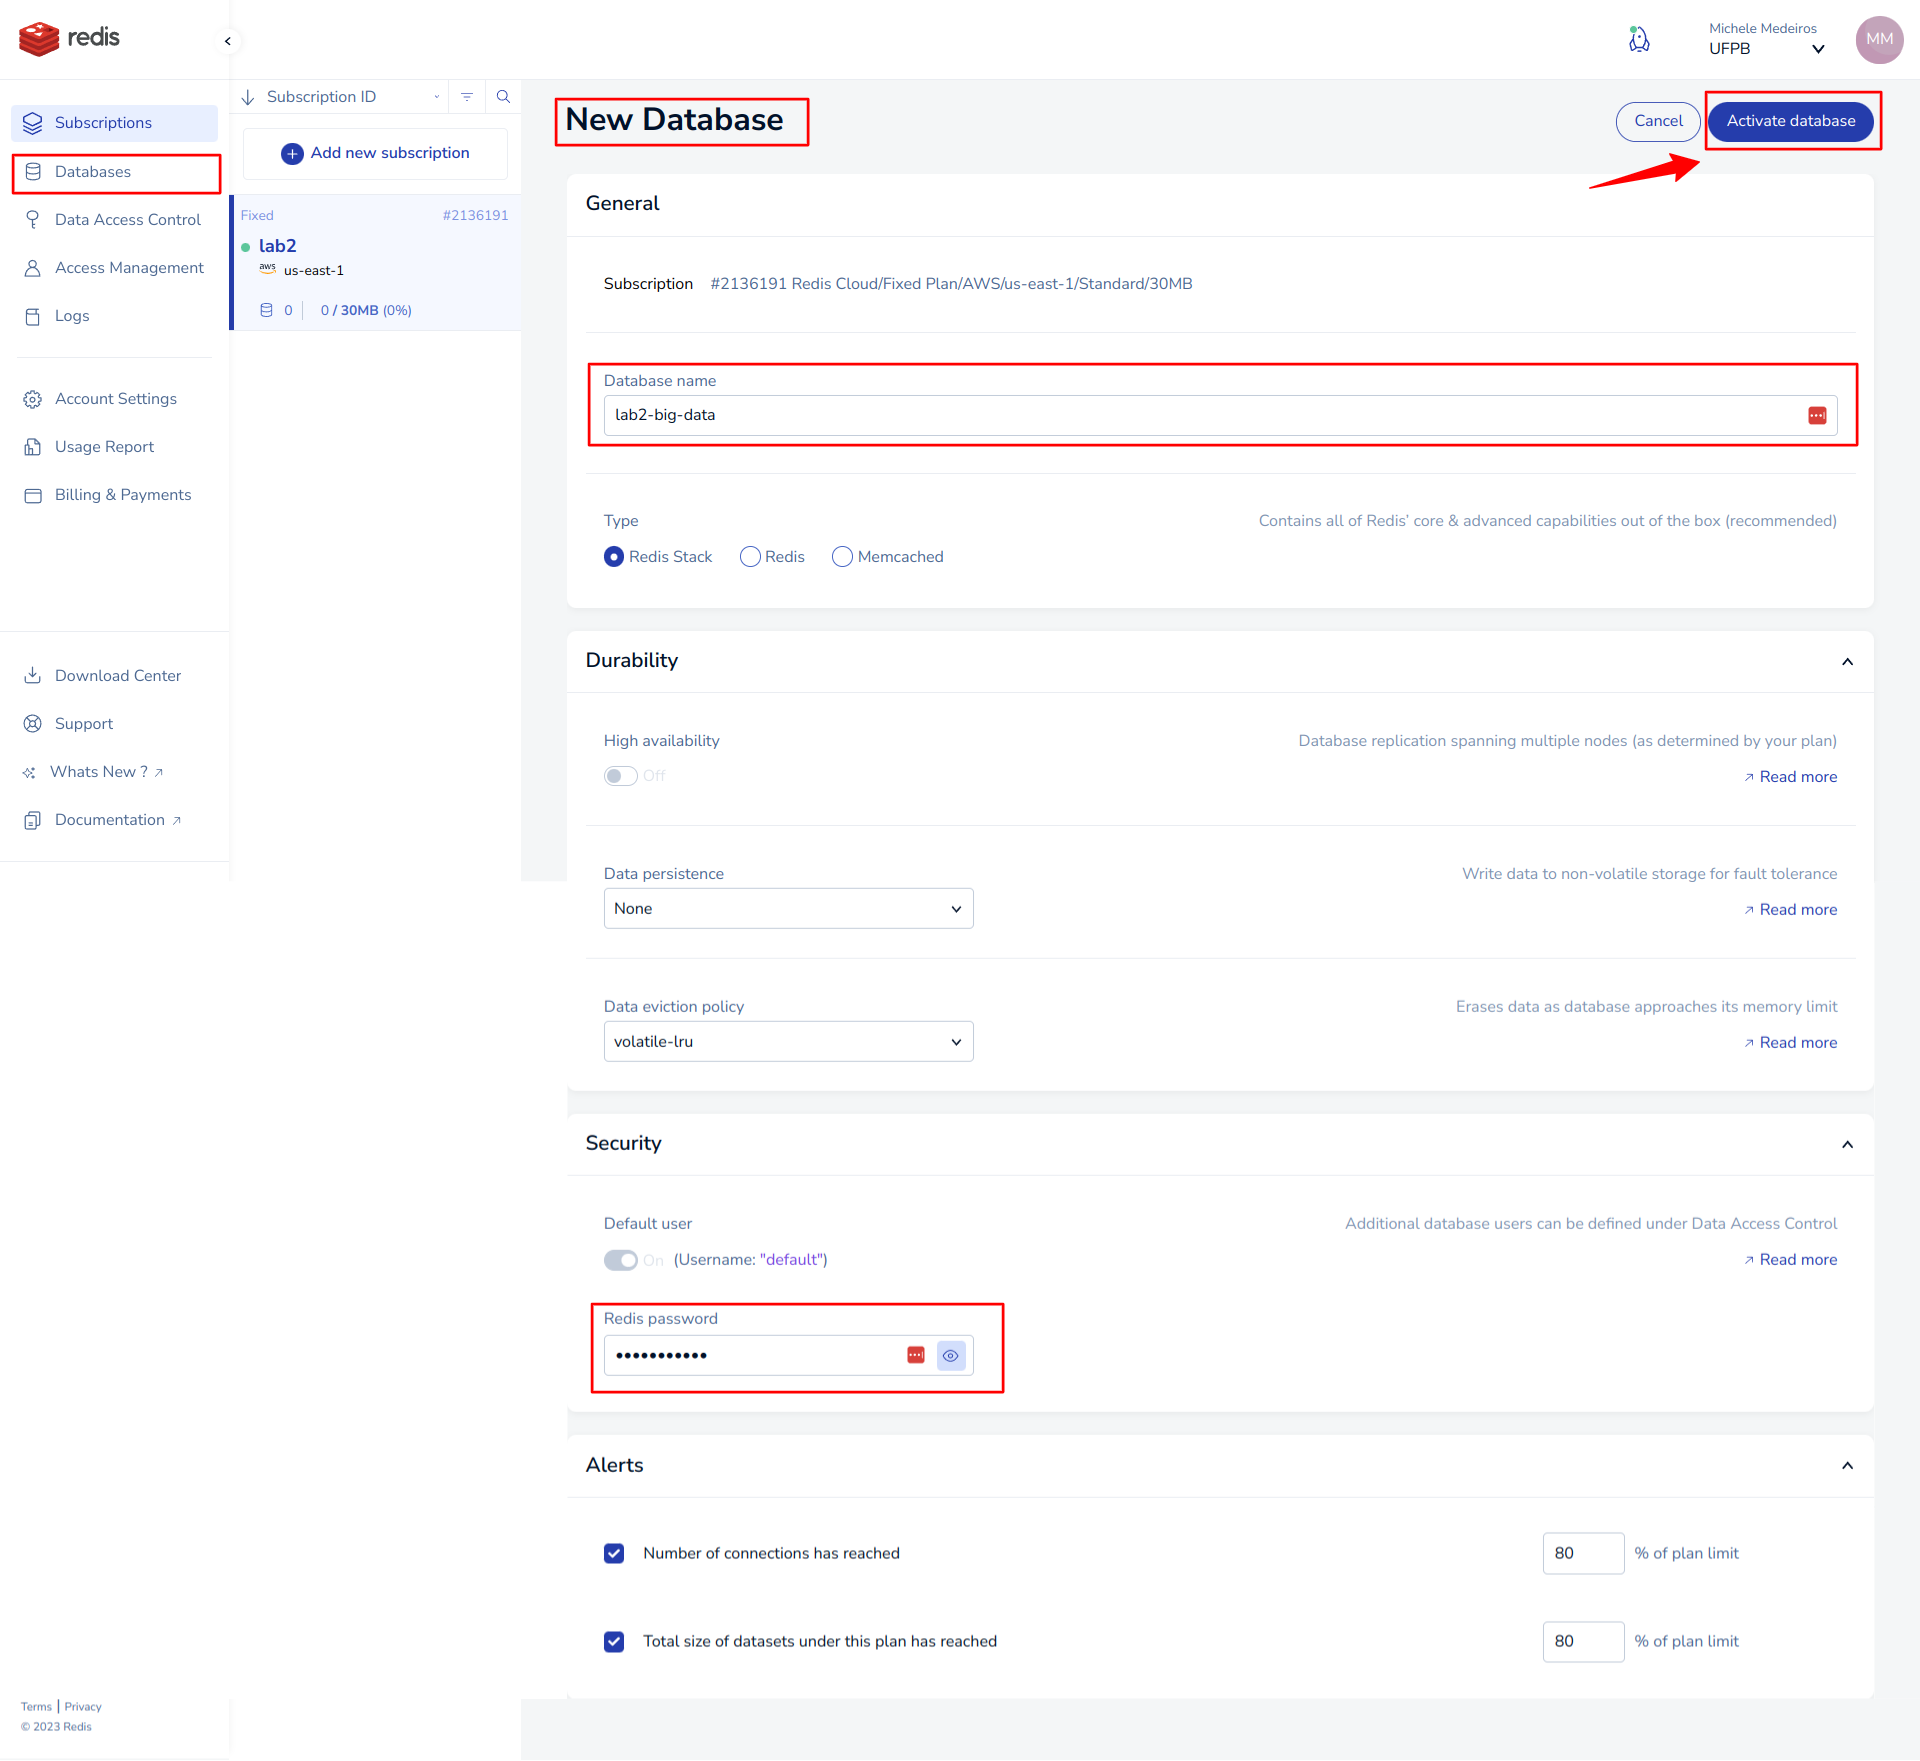 redis
Michele Medeiros
UFPB
MM
Subscriptions
Databases
Data Access Control
Access Management
Logs
Account Settings
Usage Report
Billing & Payments
Download Center
Support
Whats New ?
Documentation
Terms | Privacy
© 2023 Redis
Subscription ID
Add new subscription
Fixed #2136191
lab2
aws us-east-1
0 | 0 / 30MB (0%)
New Database
Cancel
Activate database
General
Subscription #2136191 Redis Cloud/Fixed Plan/AWS/us-east-1/Standard/30MB
Database name
lab2-big-data
Type Contains all of Redis’ core & advanced capabilities out of the box (recommended)
Redis Stack Redis Memcached
Durability
High availability Database replication spanning multiple nodes (as determined by your plan)
Off Read more
Data persistence Write data to non-volatile storage for fault tolerance
None Read more
Data eviction policy Erases data as database approaches its memory limit
volatile-lru Read more
Security
Default user Additional database users can be defined under Data Access Control
On (Username: "default") Read more
Redis password
•••••••••••
Alerts
Number of connections has reached 80 % of plan limit
Total size of datasets under this plan has reached 80 % of plan limit